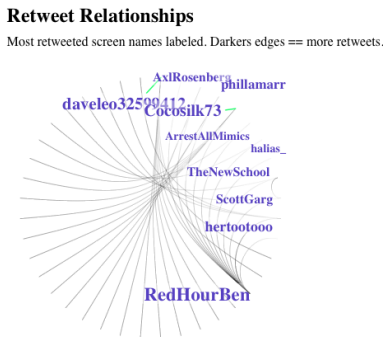 Retweet Relationships
Most retweeted screen names labeled. Darkers edges == more retweets.
AxlRosenberg
phillamarr
daveleo32599412
Cocosilk73
ArrestAllMimics
halias_
TheNewSchool
ScottGarg
hertootooo
RedHourBen